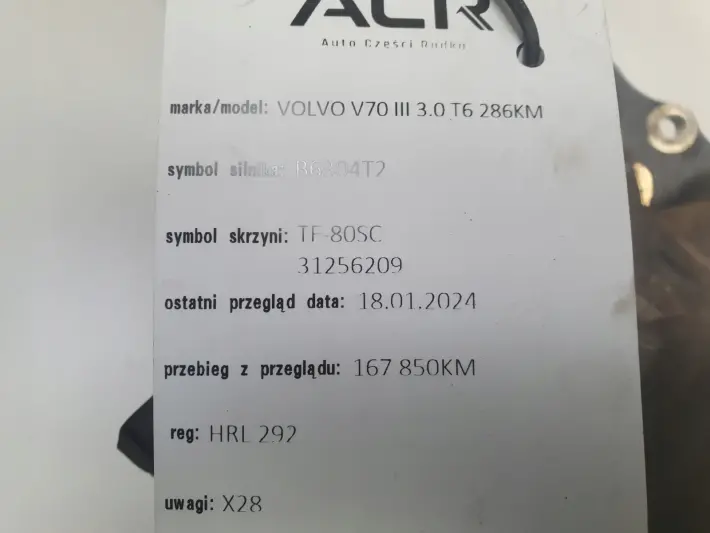 ACR
Auto Części Rudko
marka/model: VOLVO V70 III 3.0 T6 286KM
symbol silnika: B6304T2
symbol skrzyni: TF-80SC
31256209
ostatni przegląd data: 18.01.2024
przebieg z przeglądu: 167 850KM
reg: HRL 292
uwagi: X28